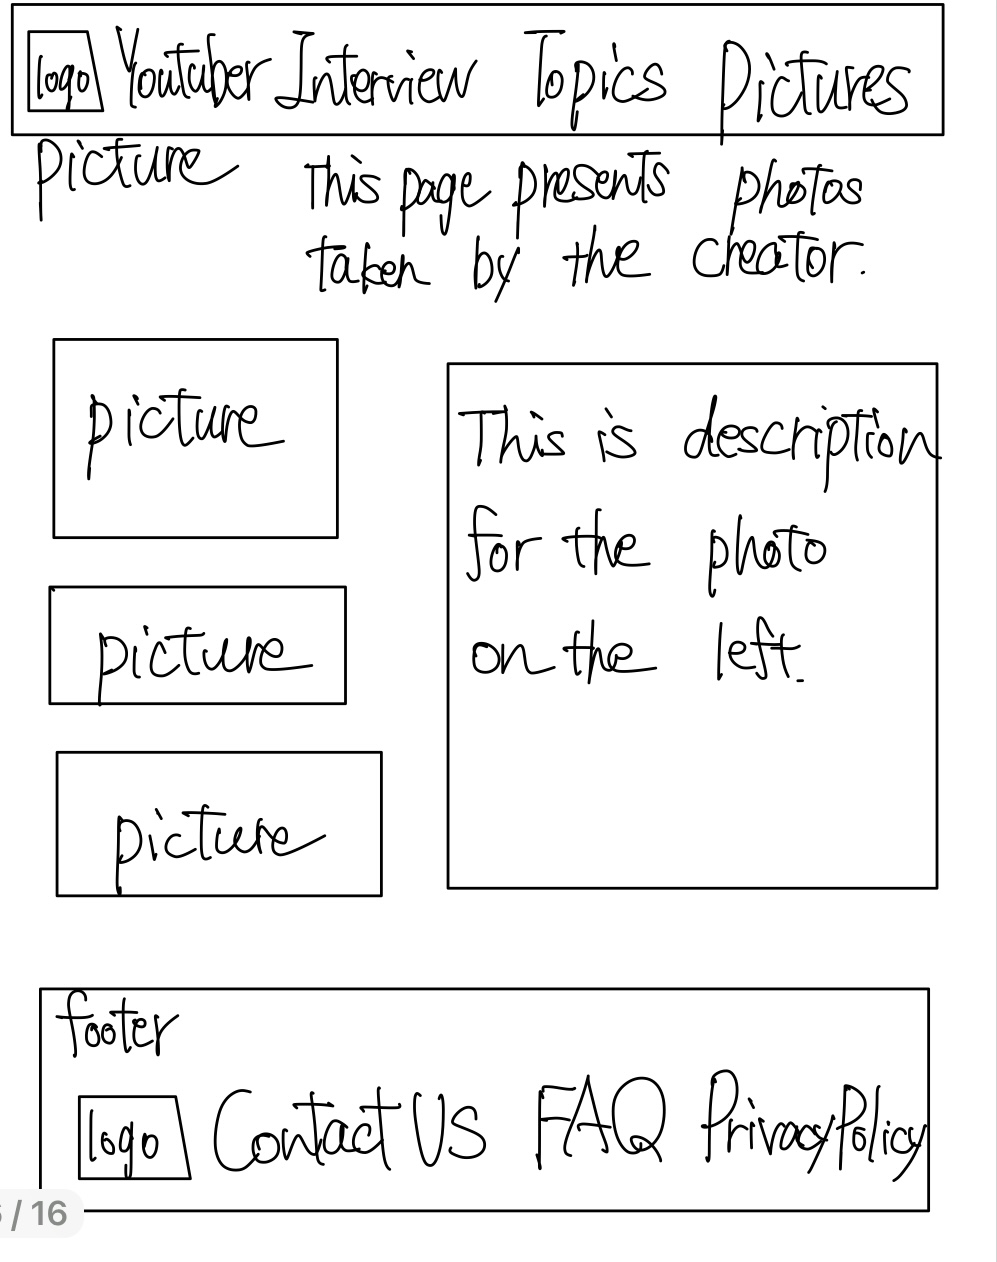 logo Youtuber Interview Topics Pictures
picture
This page presents photos
taken by the creator.
picture
picture
picture
This is description
for the photo
on the left.
footer
logo Contact Us FAQ Privacy Policy
/ 16